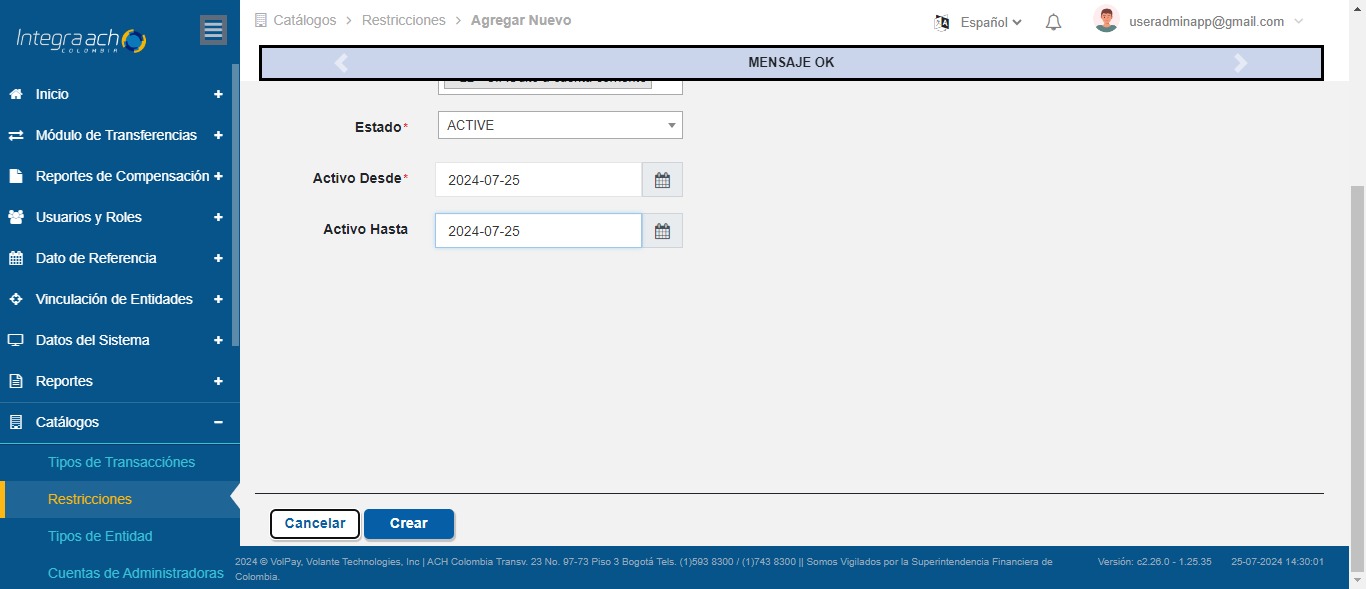 Integra ach
COLOMBIA
Catálogos > Restricciones > Agregar Nuevo
Español
useradminapp@gmail.com
MENSAJE OK
Inicio +
Módulo de Transferencias +
Reportes de Compensación +
Usuarios y Roles +
Dato de Referencia +
Vinculación de Entidades +
Datos del Sistema +
Reportes +
Catálogos −
Tipos de Transacciónes
Restricciones
Tipos de Entidad
Cuentas de Administradoras
Estado* ACTIVE
Activo Desde* 2024-07-25
Activo Hasta 2024-07-25
Cancelar Crear
2024 © VolPay, Volante Technologies, Inc | ACH Colombia Transv. 23 No. 97-73 Piso 3 Bogotá Tels. (1)593 8300 / (1)743 8300 || Somos Vigilados por la Superintendencia Financiera de
Colombia.
Versión: c2.26.0 - 1.25.35 25-07-2024 14:30:01